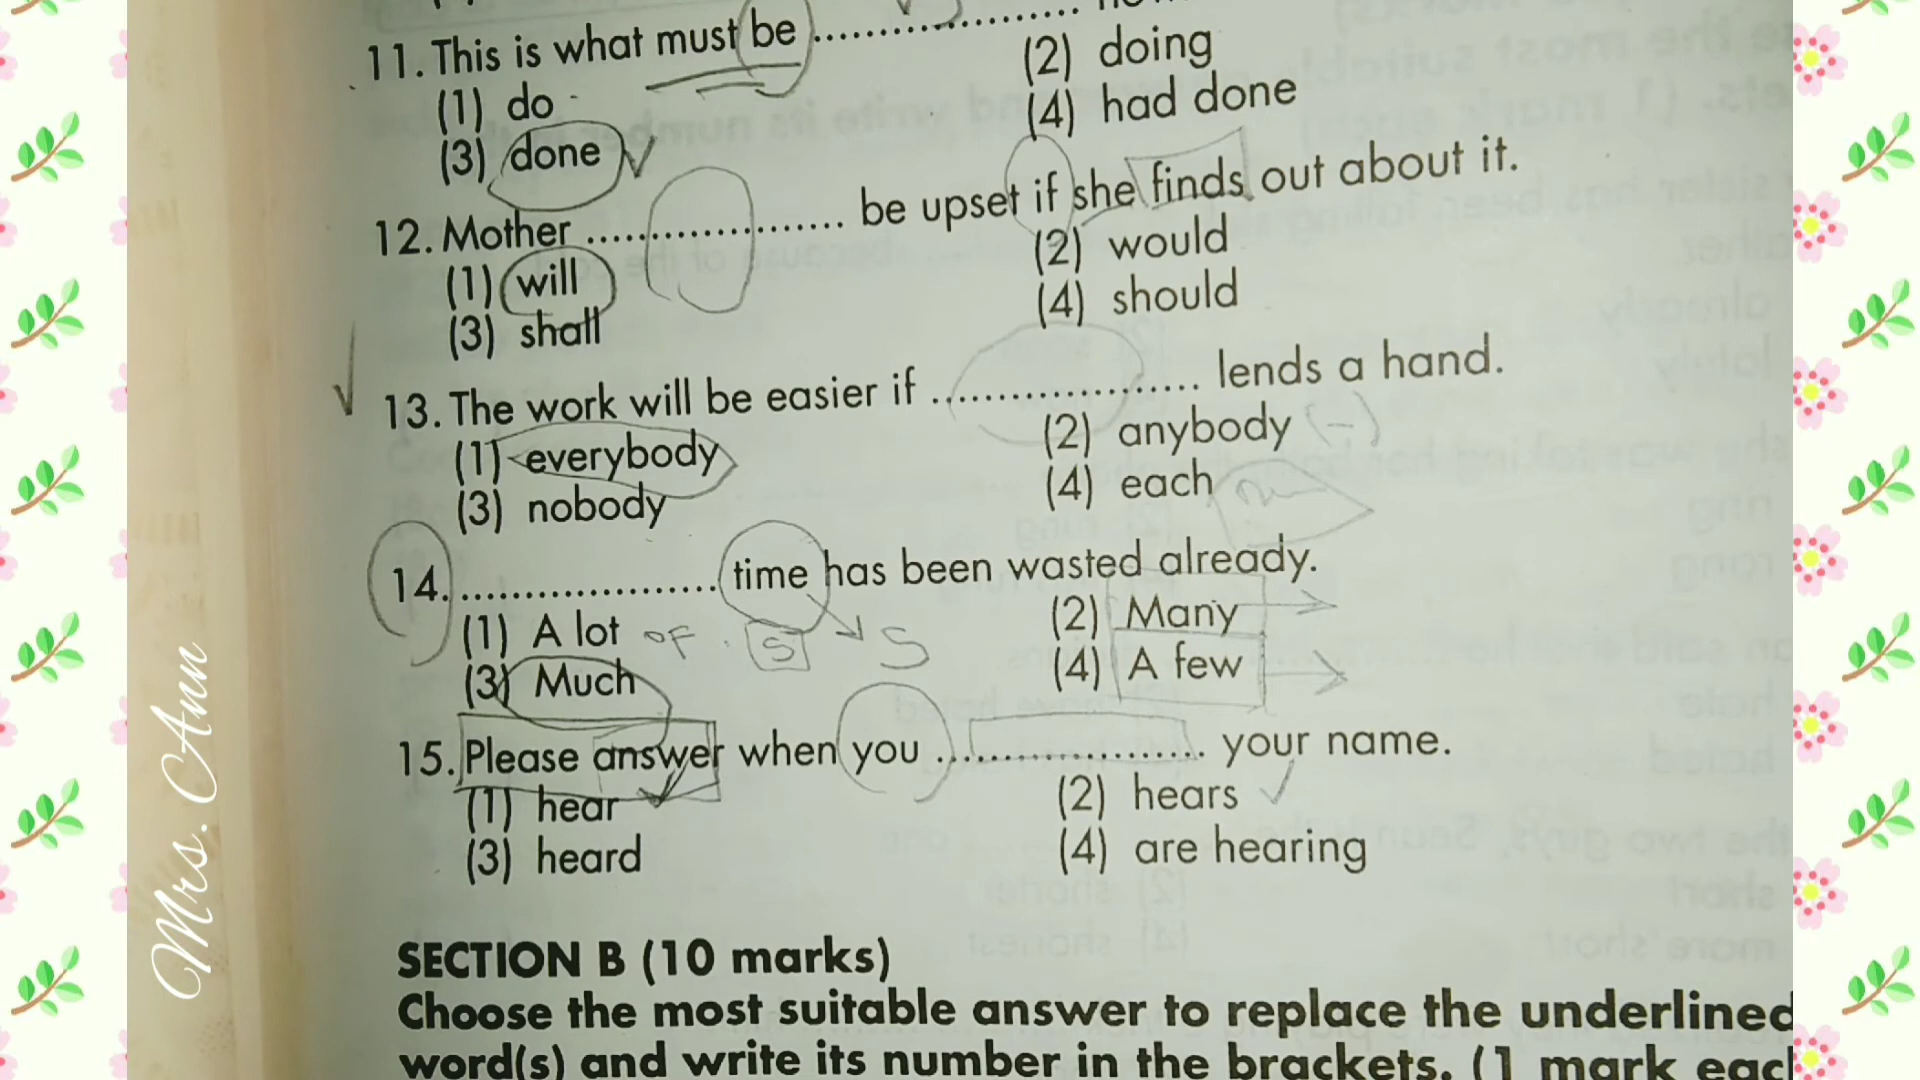 11. This is what must be ....................
(1) do
(2) doing
(3) done
(4) had done
12. Mother .................... be upset if she finds out about it.
(1) will
(2) would
(3) shall
(4) should
13. The work will be easier if .................... lends a hand.
(1) everybody
(2) anybody (-)
(3) nobody
(4) each
14. .................... time has been wasted already.
(1) A lot OF S S
(2) Many
(3) Much
(4) A few
15. Please answer when you .................... your name.
(1) hear
(2) hears
(3) heard
(4) are hearing
SECTION B (10 marks)
Choose the most suitable answer to replace the underlined
word(s) and write its number in the brackets. (1 mark each
Mrs. Ann